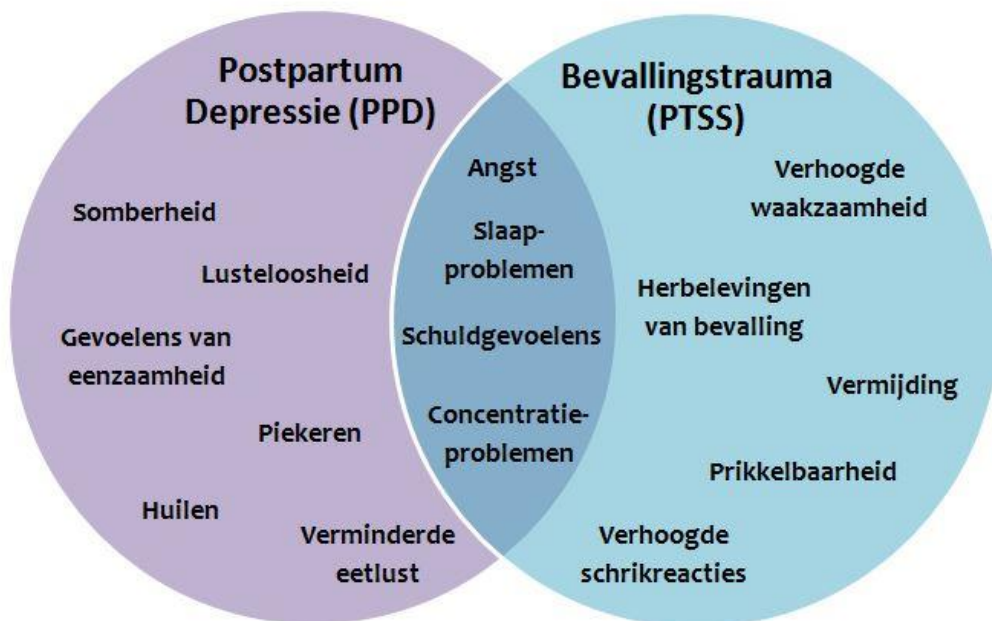 Postpartum
Depressie (PPD)
Somberheid
Lusteloosheid
Gevoelens van
eenzaamheid
Piekeren
Huilen
Verminderde
eetlust
Angst
Slaap-
problemen
Schuldgevoelens
Concentratie-
problemen
Bevallingstrauma
(PTSS)
Verhoogde
waakzaamheid
Herbelevingen
van bevalling
Vermijding
Prikkelbaarheid
Verhoogde
schrikreacties